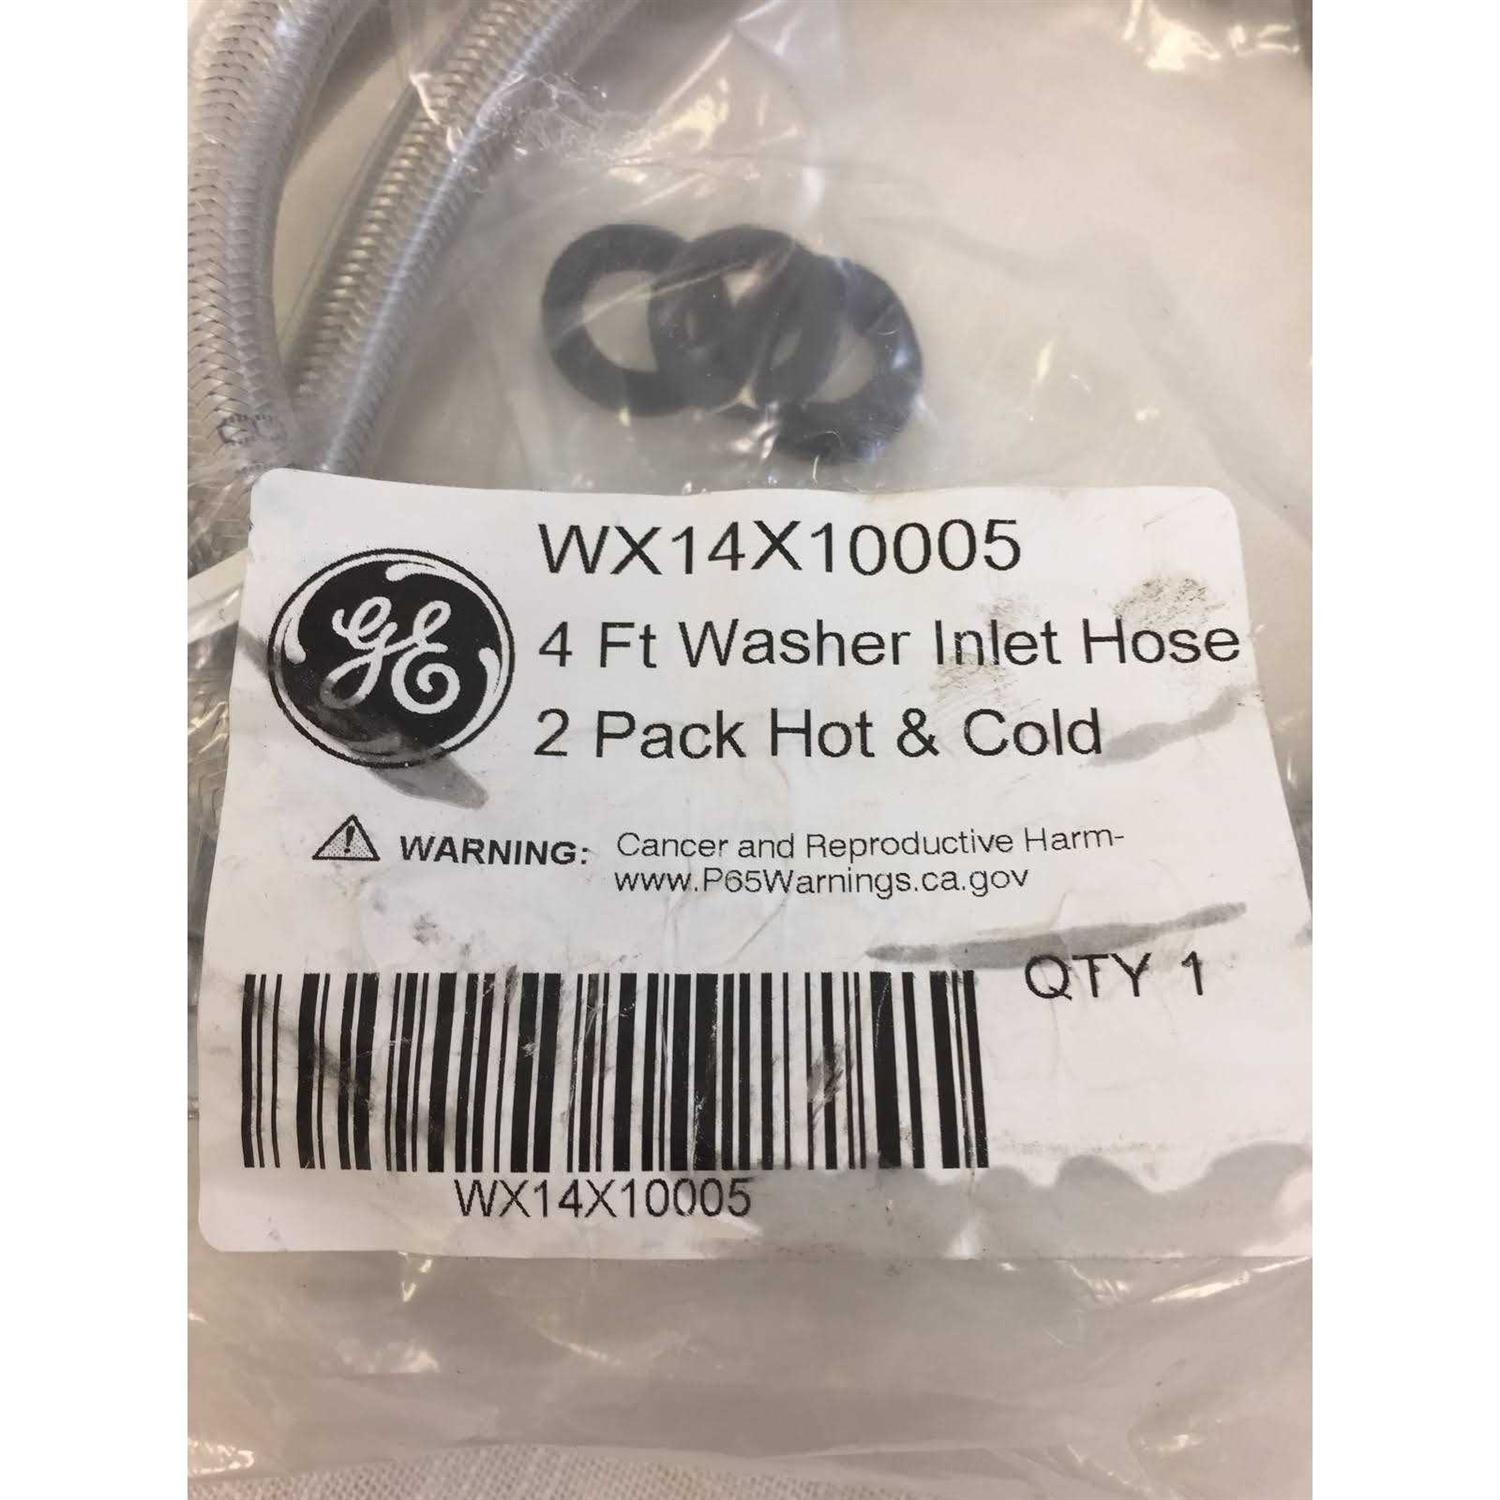 WX14X10005
GE
4 Ft Washer Inlet Hose
2 Pack Hot & Cold
WARNING: Cancer and Reproductive Harm-
www.P65Warnings.ca.gov
QTY 1
WX14X10005